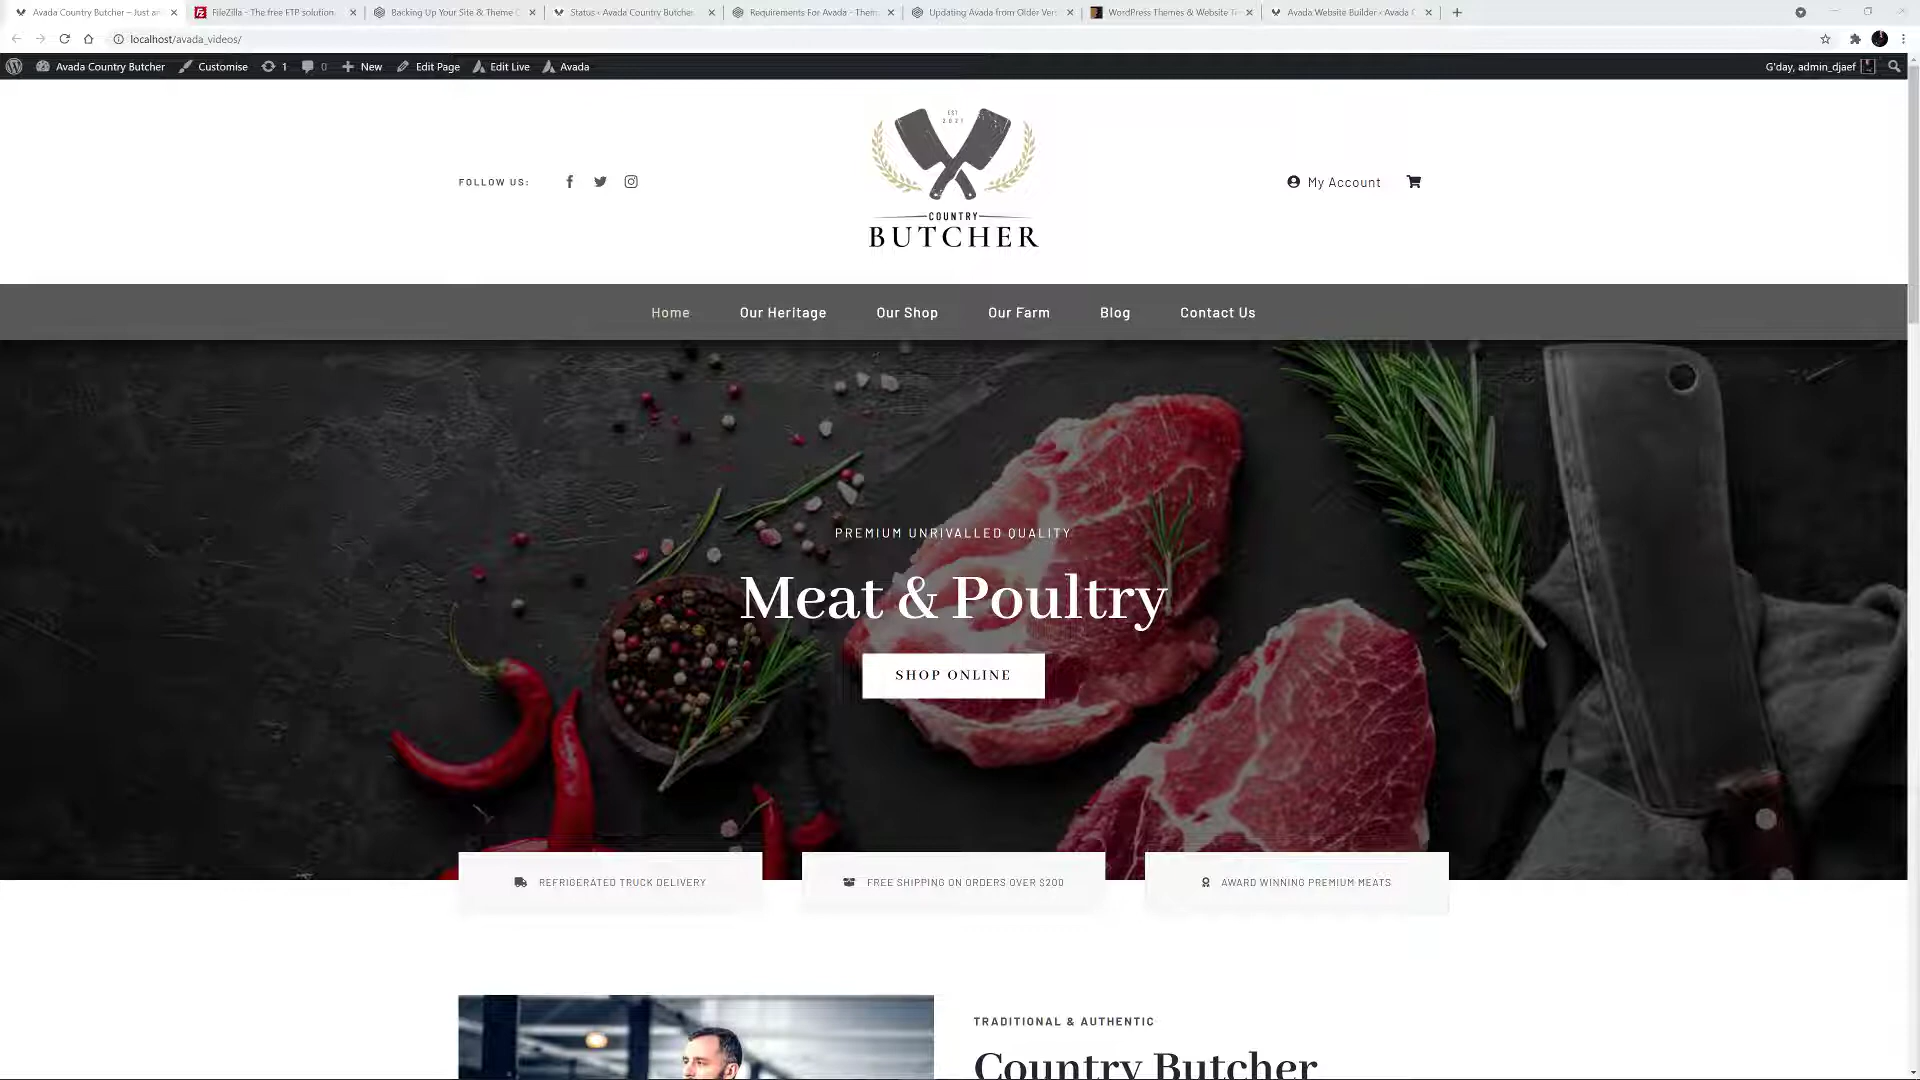 Avada Country Butcher – Just an
FileZilla - The free FTP solution
Backing Up Your Site & Theme C
Status ‹ Avada Country Butcher
Requirements For Avada - Them
Updating Avada from Older Vers
WordPress Themes & Website Te
Avada Website Builder ‹ Avada C
localhost/avada_videos/
Avada Country Butcher
Customise
1
0
New
Edit Page
Edit Live
Avada
G'day, admin_djaef
EST
2021
FOLLOW US:
My Account
COUNTRY
BUTCHER
Home
Our Heritage
Our Shop
Our Farm
Blog
Contact Us
PREMIUM UNRIVALLED QUALITY
Meat & Poultry
SHOP ONLINE
REFRIGERATED TRUCK DELIVERY
FREE SHIPPING ON ORDERS OVER $200
AWARD WINNING PREMIUM MEATS
TRADITIONAL & AUTHENTIC
Country Butcher